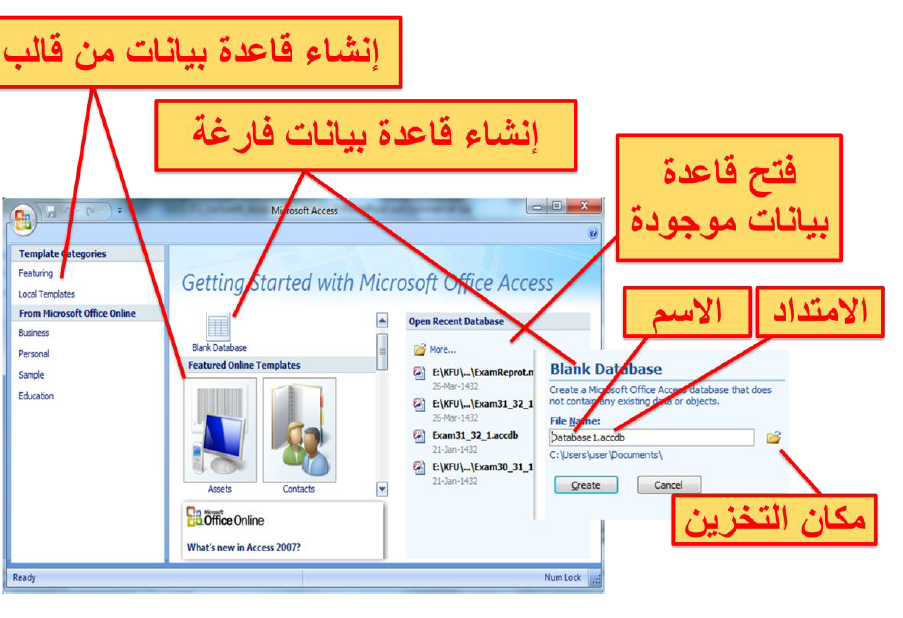 إنشاء قاعدة بيانات من قالب
إنشاء قاعدة بيانات فارغة
فتح قاعدة
بيانات موجودة
الاسم
الامتداد
مكان التخزين
Microsoft Access
Template Categories
Featuring
Local Templates
From Microsoft Office Online
Business
Personal
Sample
Education
Getting Started with Microsoft Office Access
Blank Database
Featured Online Templates
Assets
Contacts
Microsoft
Office Online
What's new in Access 2007?
Open Recent Database
More...
E:\KFU\...\ExamReprot.n
26-Mar-1432
E:\KFU\...\Exam31_32_1
26-Mar-1432
Exam31_32_1.accdb
21-Jan-1432
E:\KFU\...\Exam30_31_1
21-Jan-1432
Blank Database
Create a Microsoft Office Access database that does
not contain any existing data or objects.
File Name:
Database1.accdb
C:\Users\user\Documents\
Create
Cancel
Ready
Num Lock